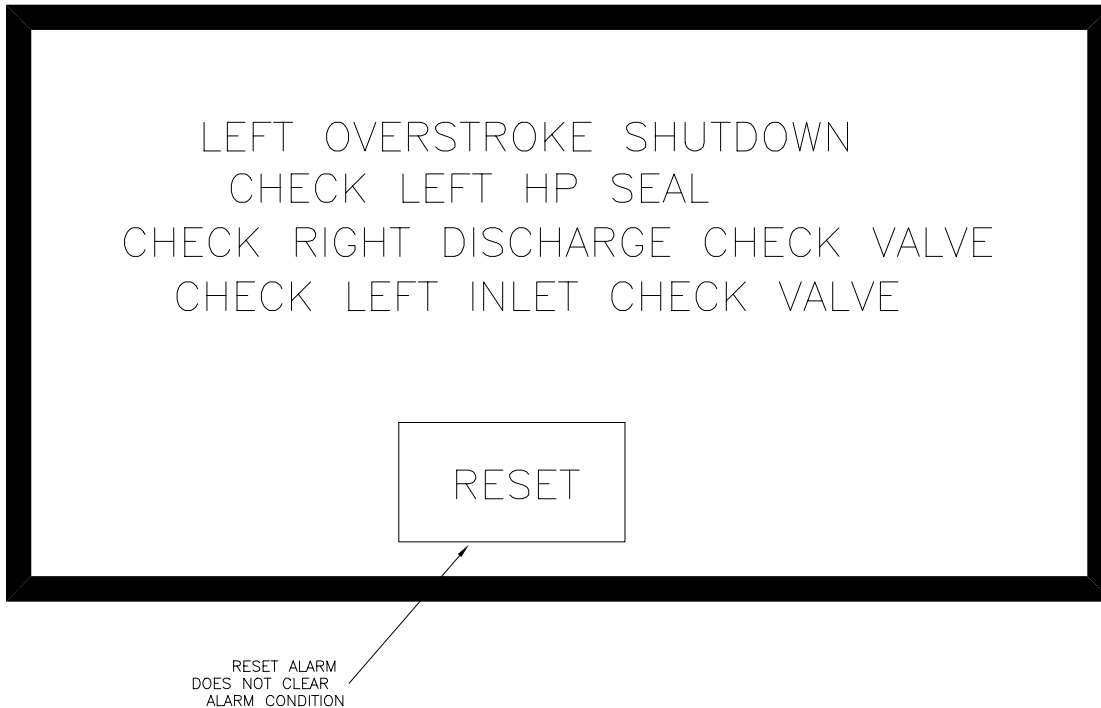 LEFT OVERSTROKE SHUTDOWN
CHECK LEFT HP SEAL
CHECK RIGHT DISCHARGE CHECK VALVE
CHECK LEFT INLET CHECK VALVE
RESET
RESET ALARM
DOES NOT CLEAR
ALARM CONDITION